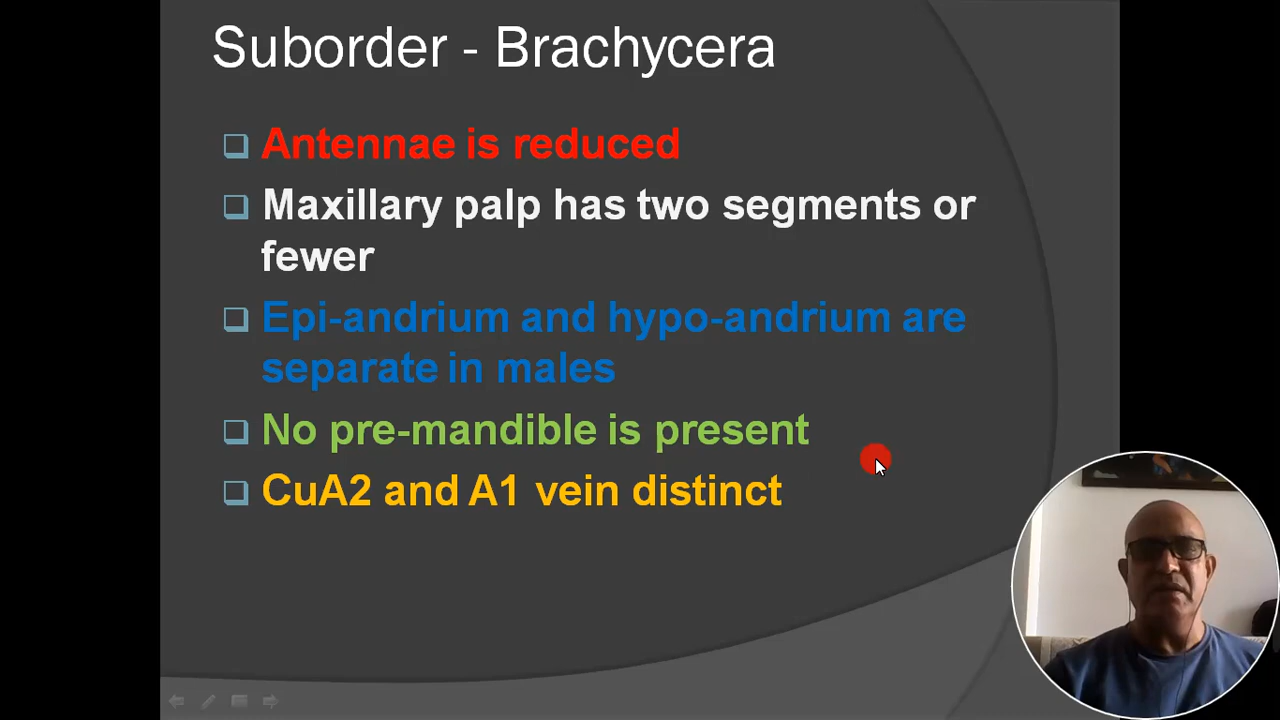 Suborder - Brachycera
Antennae is reduced
Maxillary palp has two segments or
fewer
Epi-andrium and hypo-andrium are
separate in males
No pre-mandible is present
CuA2 and A1 vein distinct